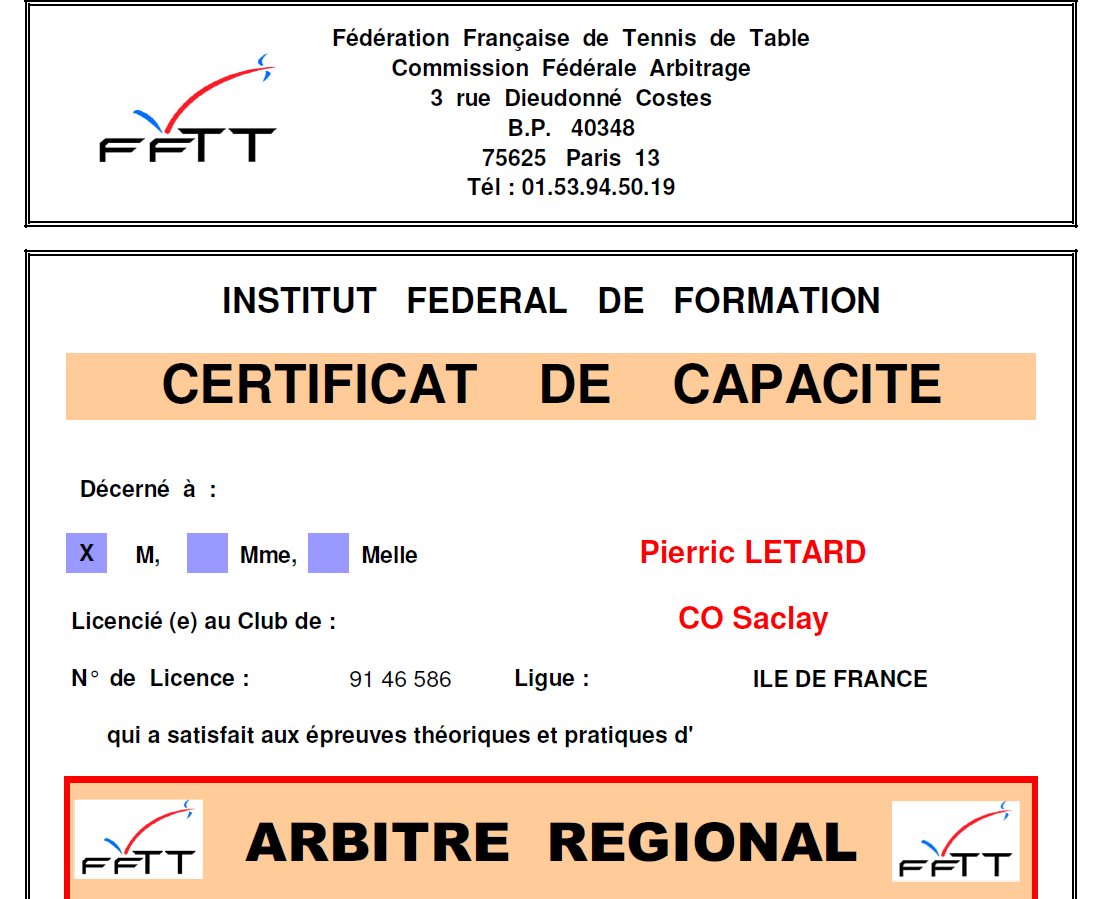 Fédération Française de Tennis de Table
Commission Fédérale Arbitrage
3 rue Dieudonné Costes
B.P. 40348
75625 Paris 13
Tél : 01.53.94.50.19
FFTT
INSTITUT FEDERAL DE FORMATION
CERTIFICAT DE CAPACITE
Décerné à :
X M, Mme, Melle Pierric LETARD
Licencié (e) au Club de : CO Saclay
N° de Licence : 91 46 586 Ligue : ILE DE FRANCE
qui a satisfait aux épreuves théoriques et pratiques d'
FFTT ARBITRE REGIONAL FFTT